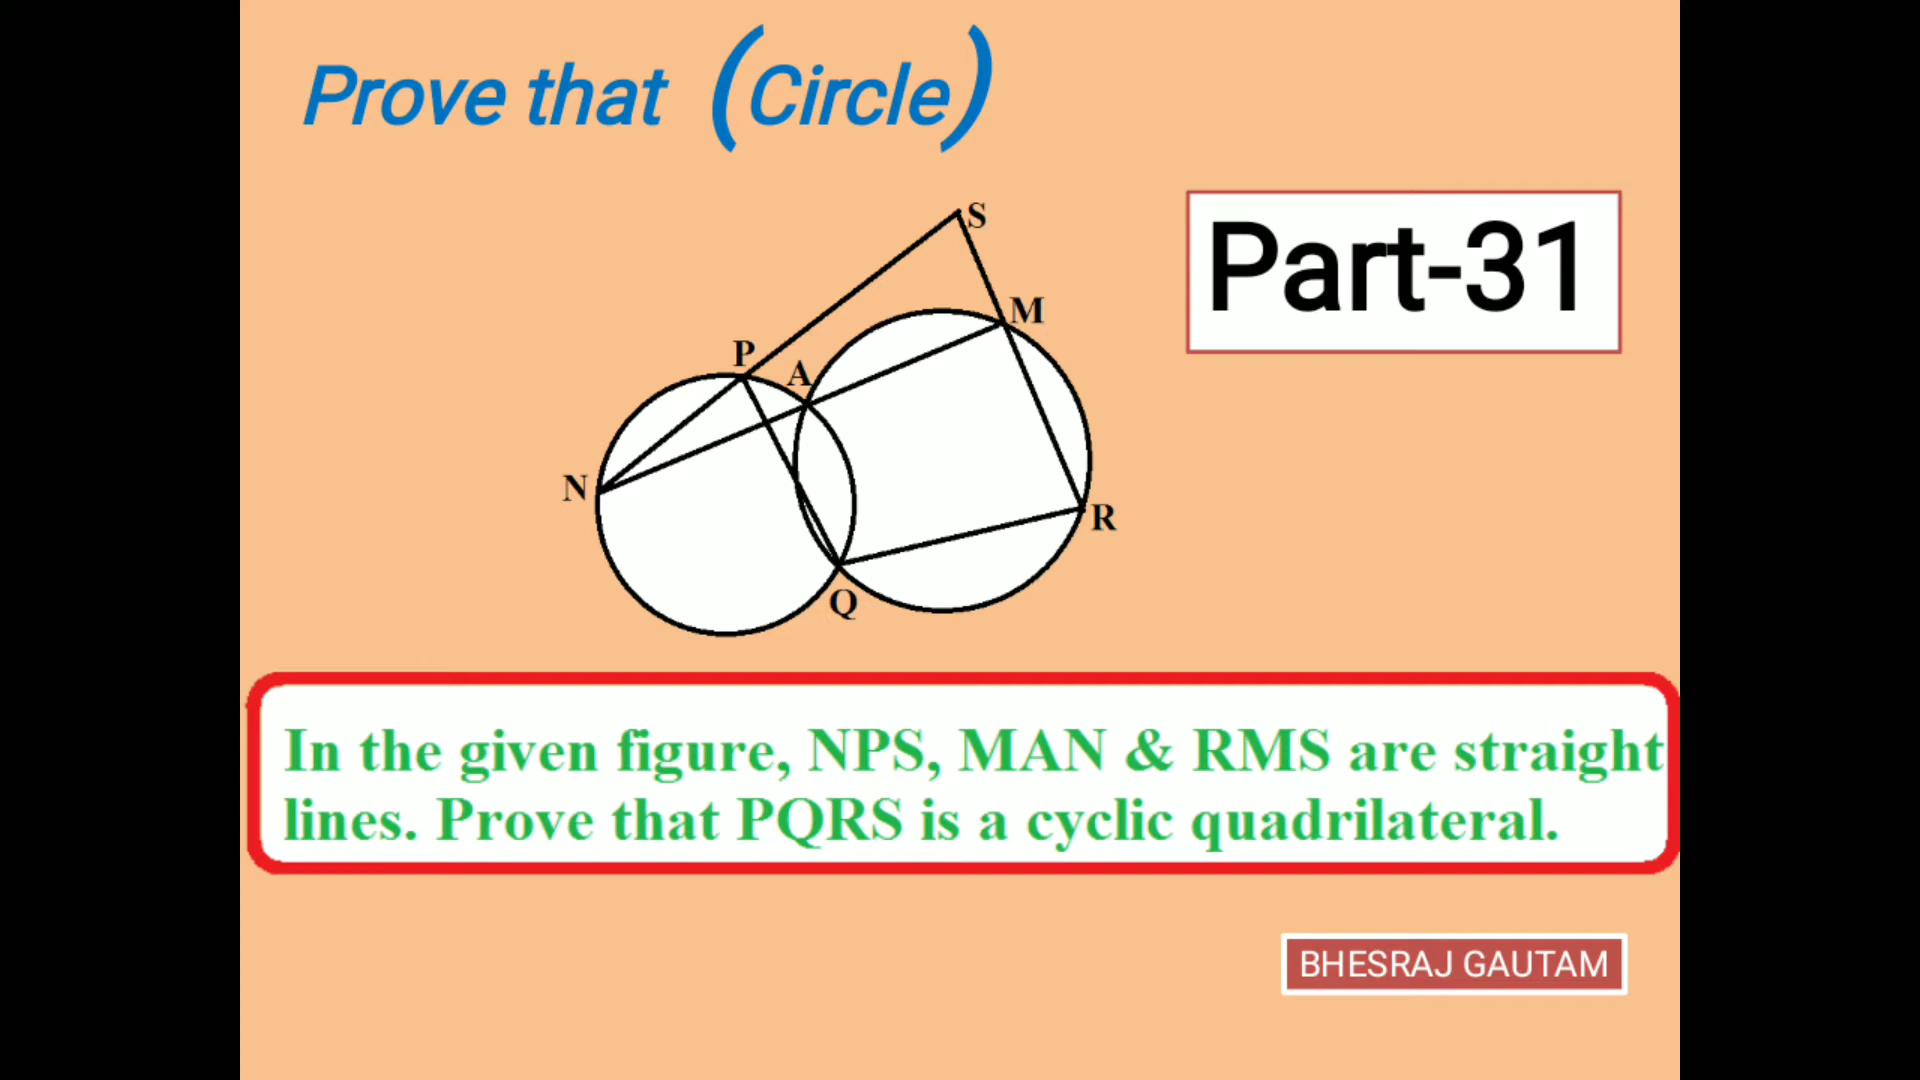 Prove that (Circle)
S
Part-31
M
P
A
N
R
Q
In the given figure, NPS, MAN & RMS are straight
lines. Prove that PQRS is a cyclic quadrilateral.
BHESRAJ GAUTAM